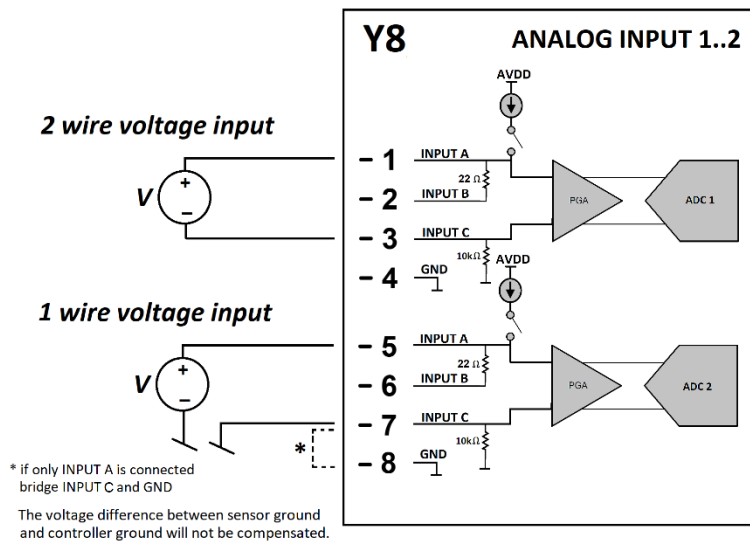 Y8
ANALOG INPUT 1..2
AVDD
2 wire voltage input
- 1 INPUT A
22 Ω
V
+
−
- 2 INPUT B
PGA
ADC 1
- 3 INPUT C
10kΩ
AVDD
- 4 GND
1 wire voltage input
- 5 INPUT A
22 Ω
V
+
−
- 6 INPUT B
PGA
ADC 2
- 7 INPUT C
10kΩ
*
- 8 GND
* if only INPUT A is connected
bridge INPUT C and GND
The voltage difference between sensor ground
and controller ground will not be compensated.